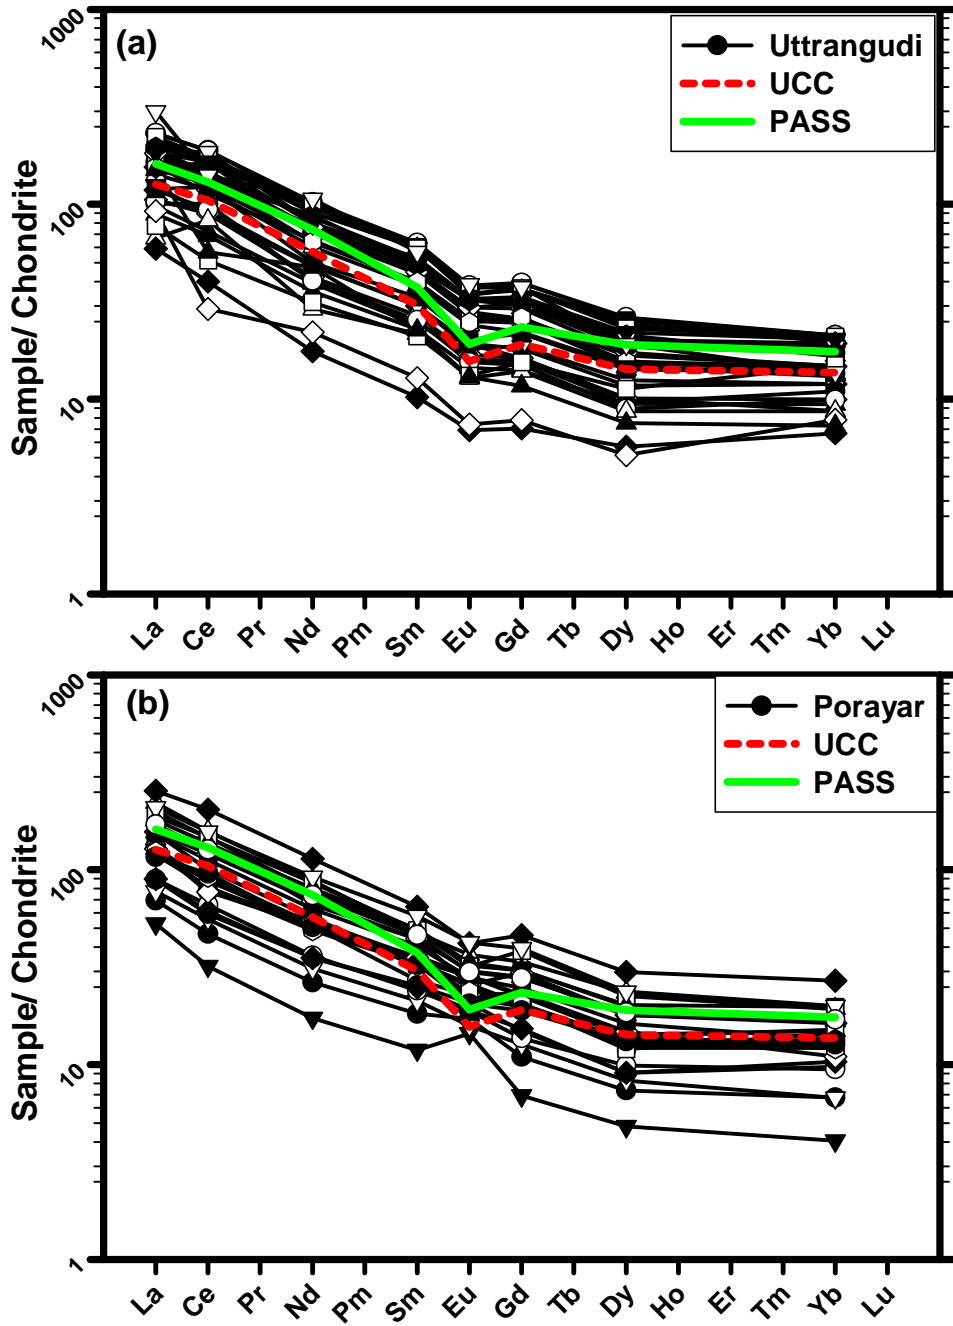 1000
(a)
Uttrangudi
UCC
PASS
100
Sample/ Chondrite
10
1
La Ce Pr Nd Pm Sm Eu Gd Tb Dy Ho Er Tm Yb Lu
1000
(b)
Porayar
UCC
PASS
100
Sample/ Chondrite
10
1
La Ce Pr Nd Pm Sm Eu Gd Tb Dy Ho Er Tm Yb Lu